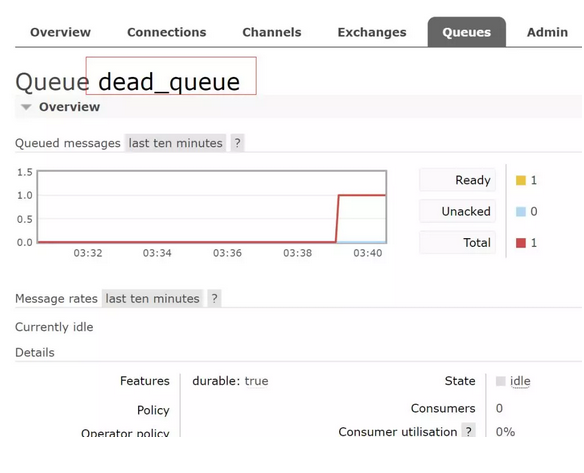 Overview Connections Channels Exchanges Queues Admin
Queue dead_queue
Overview
Queued messages last ten minutes ?
1.5
1.0
0.5
0.0
03:32 03:34 03:36 03:38 03:40
Ready 1
Unacked 0
Total 1
Message rates last ten minutes ?
Currently idle
Details
Features durable: true
Policy
Operator policy
State idle
Consumers 0
Consumer utilisation ? 0%